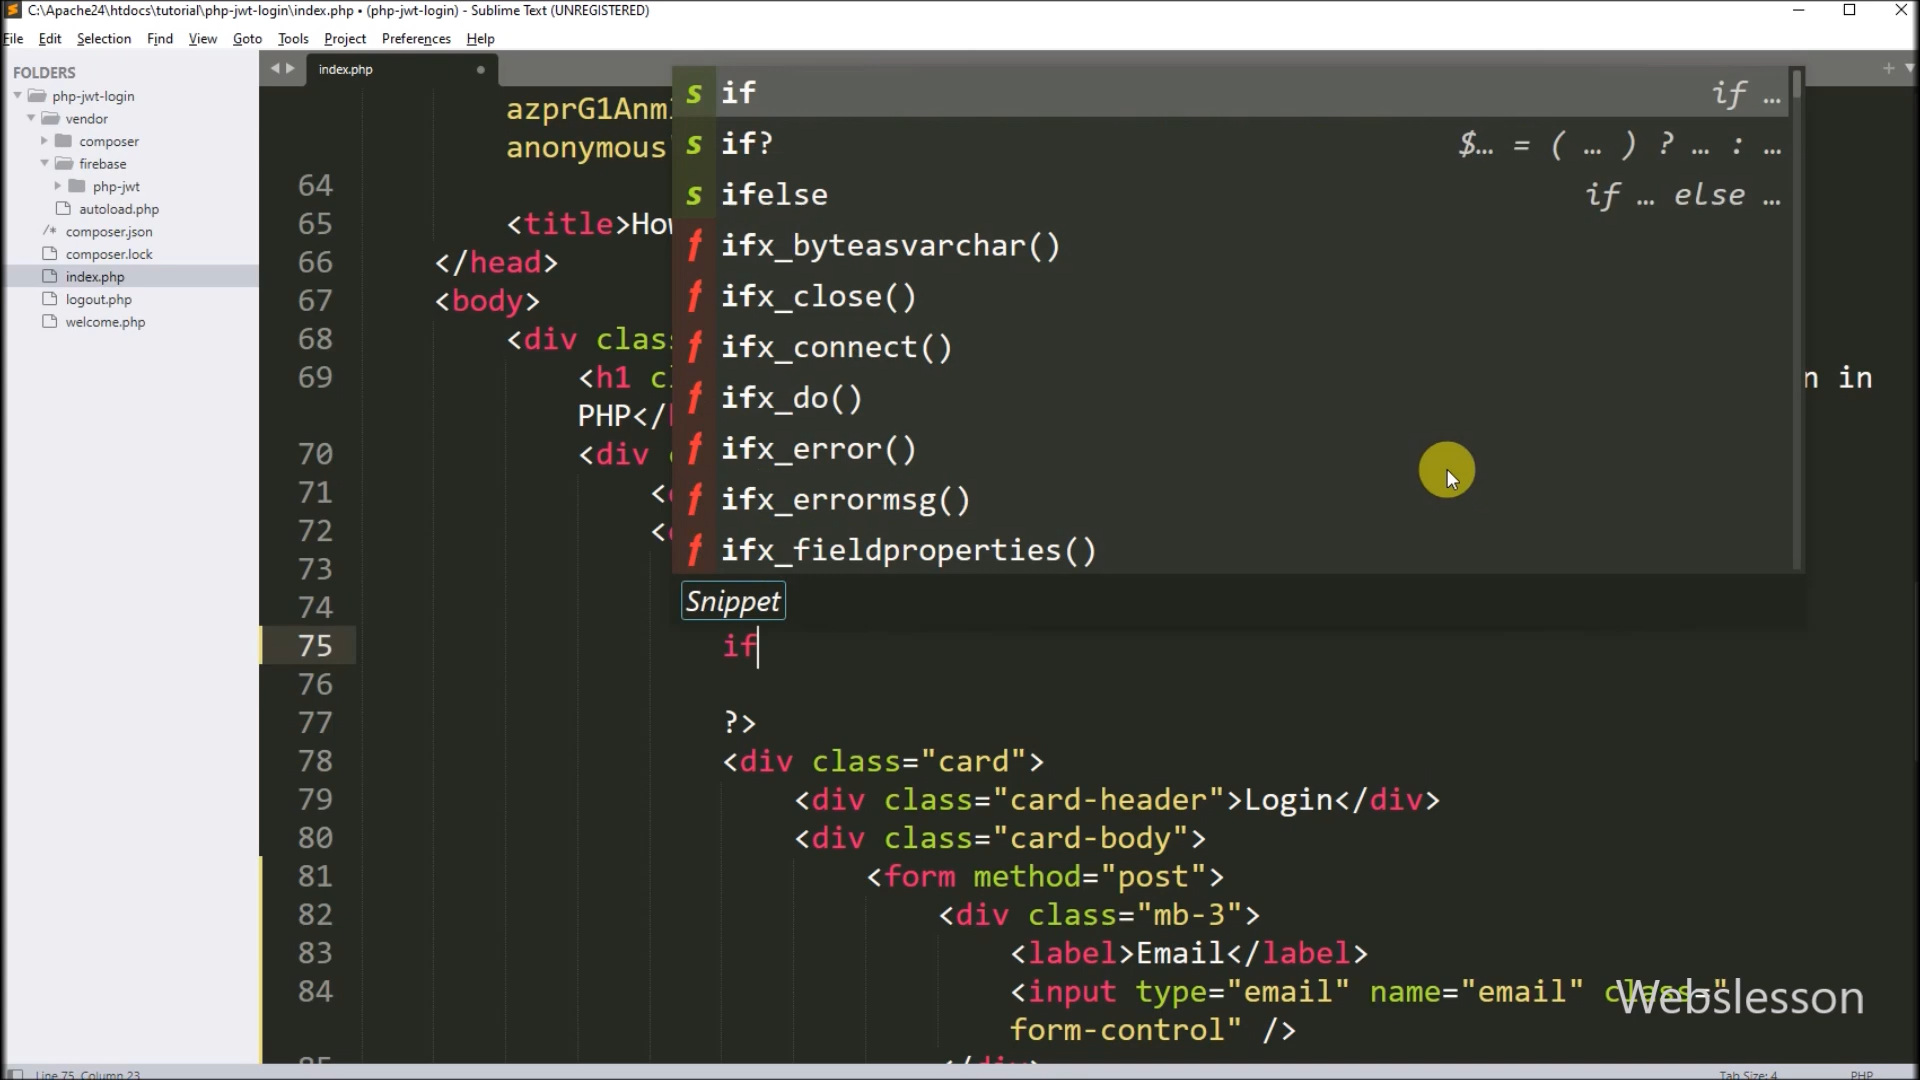 C:\Apache24\htdocs\tutorial\php-jwt-login\index.php • (php-jwt-login) - Sublime Text (UNREGISTERED)
File Edit Selection Find View Goto Tools Project Preferences Help
FOLDERS
php-jwt-login
vendor
composer
firebase
php-jwt
autoload.php
/* composer.json
composer.lock
index.php
logout.php
welcome.php
index.php
azprG1Anm
anonymous
64
65 <title>How
66 </head>
67 <body>
68 <div class
69 <h1 cl n in
PHP</
70 <div
71 <
72 <
73
74
75 if
76
77 ?>
78 <div class="card">
79 <div class="card-header">Login</div>
80 <div class="card-body">
81 <form method="post">
82 <div class="mb-3">
83 <label>Email</label>
84 <input type="email" name="email" class="
form-control" />
s if if …
s if? $… = ( … ) ? … : …
s ifelse if … else …
f ifx_byteasvarchar()
f ifx_close()
f ifx_connect()
f ifx_do()
f ifx_error()
f ifx_errormsg()
f ifx_fieldproperties()
Snippet
Webslesson
Line 75, Column 23 Tab Size: 4 PHP